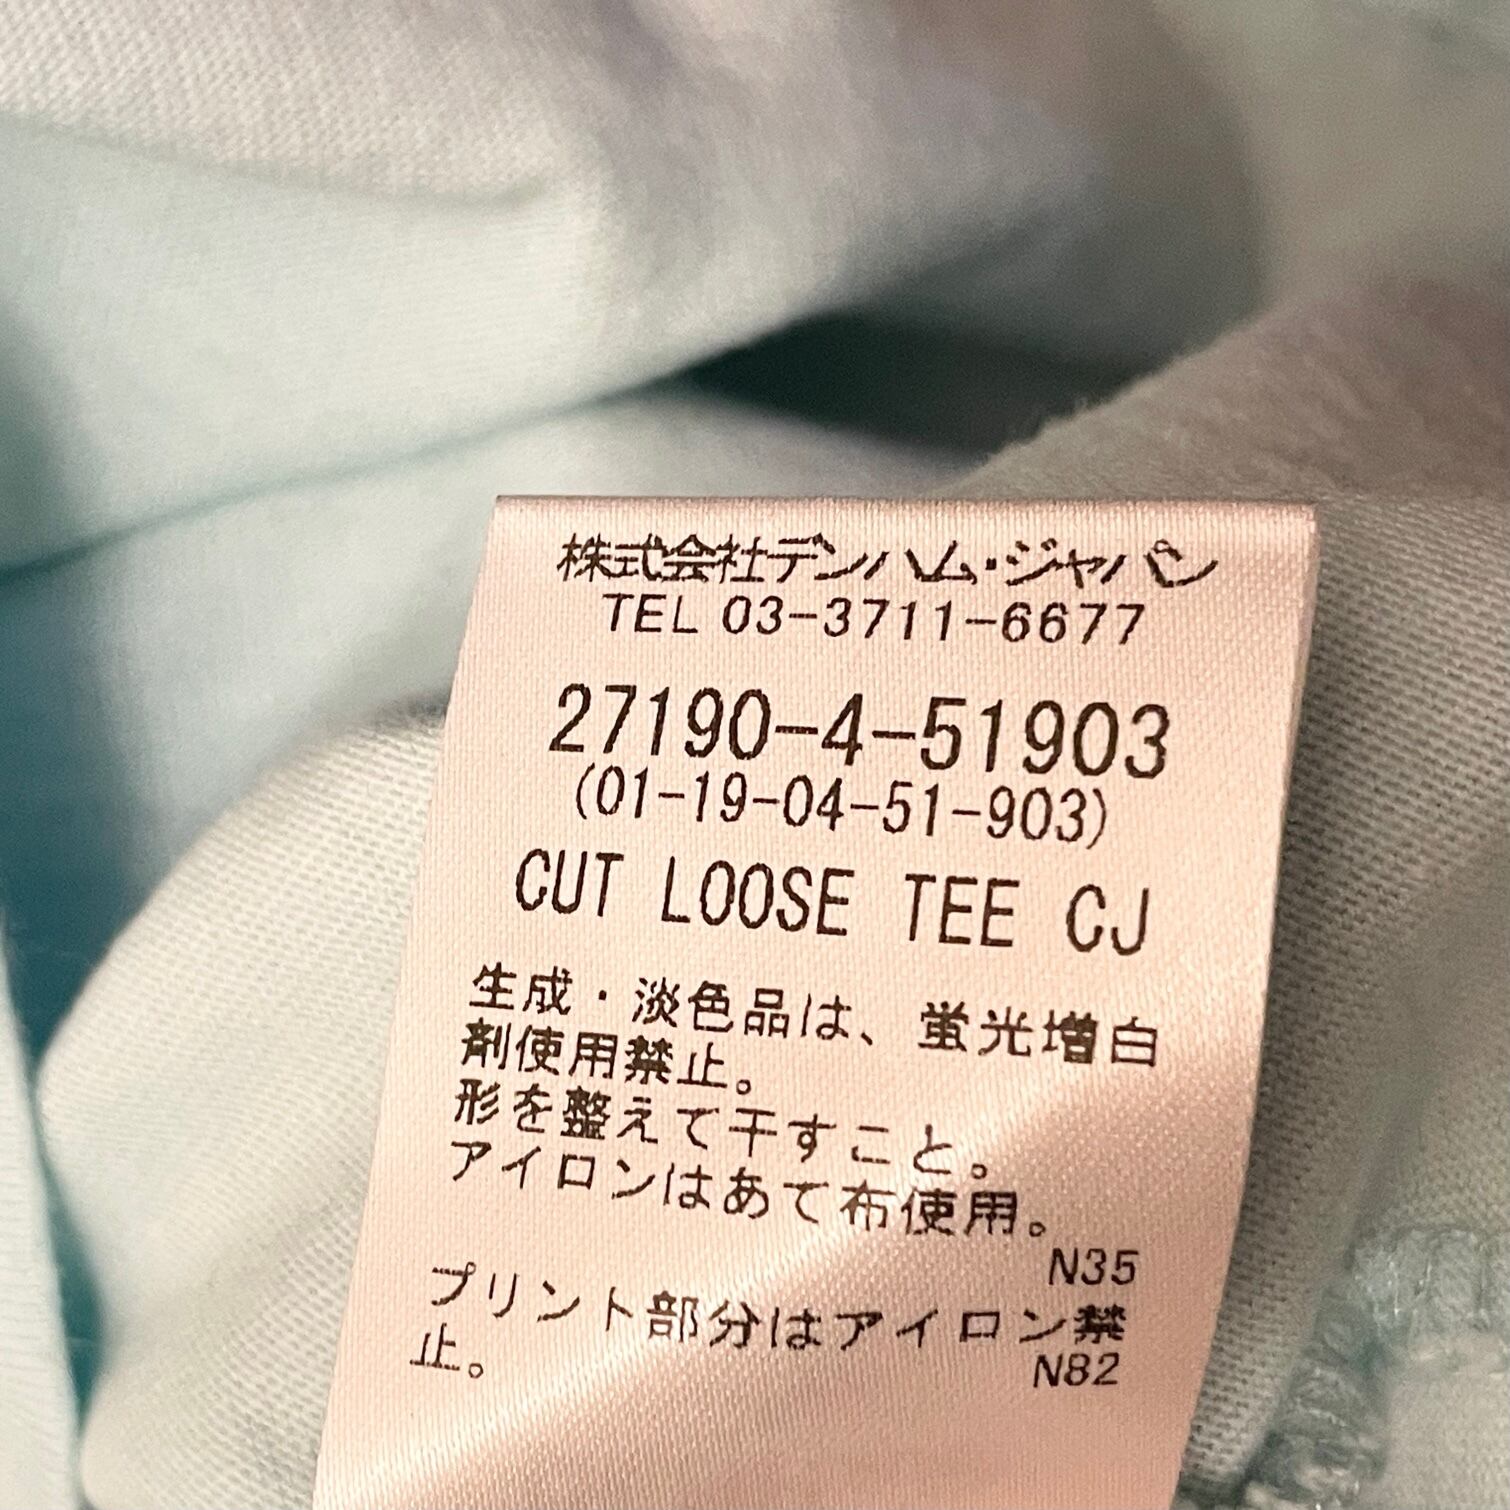 株式会社デンハム・ジャパン
TEL 03-3711-6677
27190-4-51903
(01-19-04-51-903)
CUT LOOSE TEE CJ
生成・淡色品は、蛍光増白
剤使用禁止。
形を整えて干すこと。
アイロンはあて布使用。
N35
プリント部分はアイロン禁
止。
N82